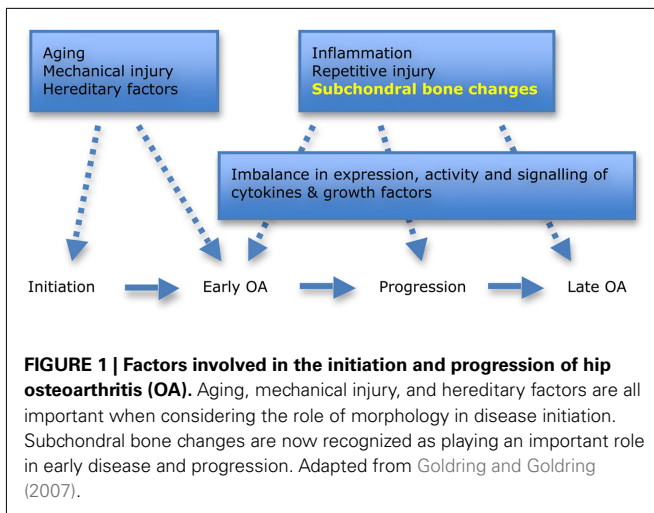 Aging
Mechanical injury
Hereditary factors
Inflammation
Repetitive injury
Subchondral bone changes
Imbalance in expression, activity and signalling of
cytokines & growth factors
Initiation
Early OA
Progression
Late OA
FIGURE 1 | Factors involved in the initiation and progression of hip
osteoarthritis (OA). Aging, mechanical injury, and hereditary factors are all
important when considering the role of morphology in disease initiation.
Subchondral bone changes are now recognized as playing an important role
in early disease and progression. Adapted from Goldring and Goldring
(2007).